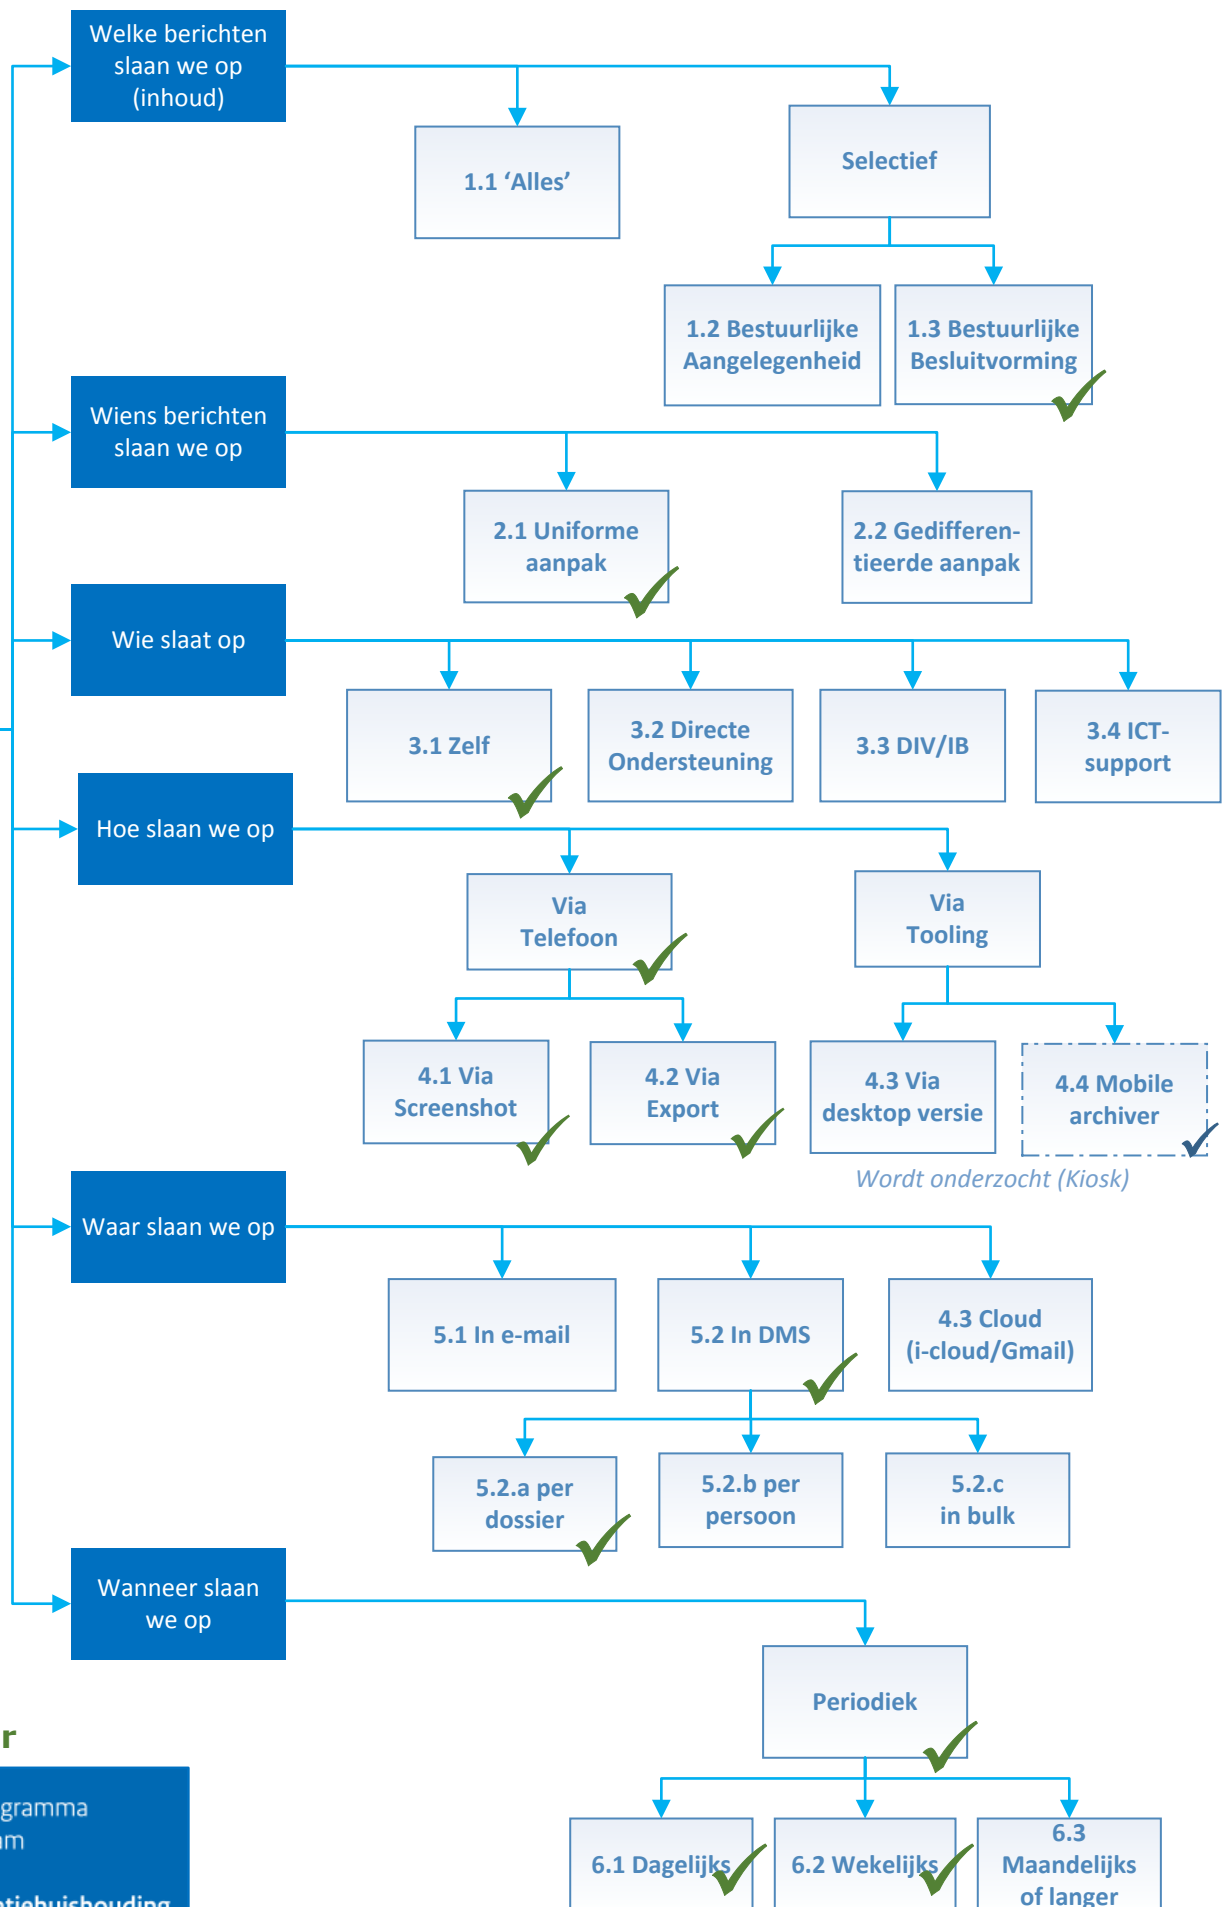 Welke berichten
slaan we op
(inhoud)
1.1 ‘Alles’
Selectief
1.2 Bestuurlijke
Aangelegenheid
1.3 Bestuurlijke
Besluitvorming
Wiens berichten
slaan we op
2.1 Uniforme
aanpak
2.2 Gedifferen-
tieerde aanpak
Wie slaat op
3.1 Zelf
3.2 Directe
Ondersteuning
3.3 DIV/IB
3.4 ICT-
support
Hoe slaan we op
Via
Telefoon
Via
Tooling
4.1 Via
Screenshot
4.2 Via
Export
4.3 Via
desktop versie
4.4 Mobile
archiver
Wordt onderzocht (Kiosk)
Waar slaan we op
5.1 In e-mail
5.2 In DMS
4.3 Cloud
(i-cloud/Gmail)
5.2.a per
dossier
5.2.b per
persoon
5.2.c
in bulk
Wanneer slaan
we op
Periodiek
r
gramma
am
tiehuishouding
6.1 Dagelijks
6.2 Wekelijks
6.3
Maandelijks
of langer